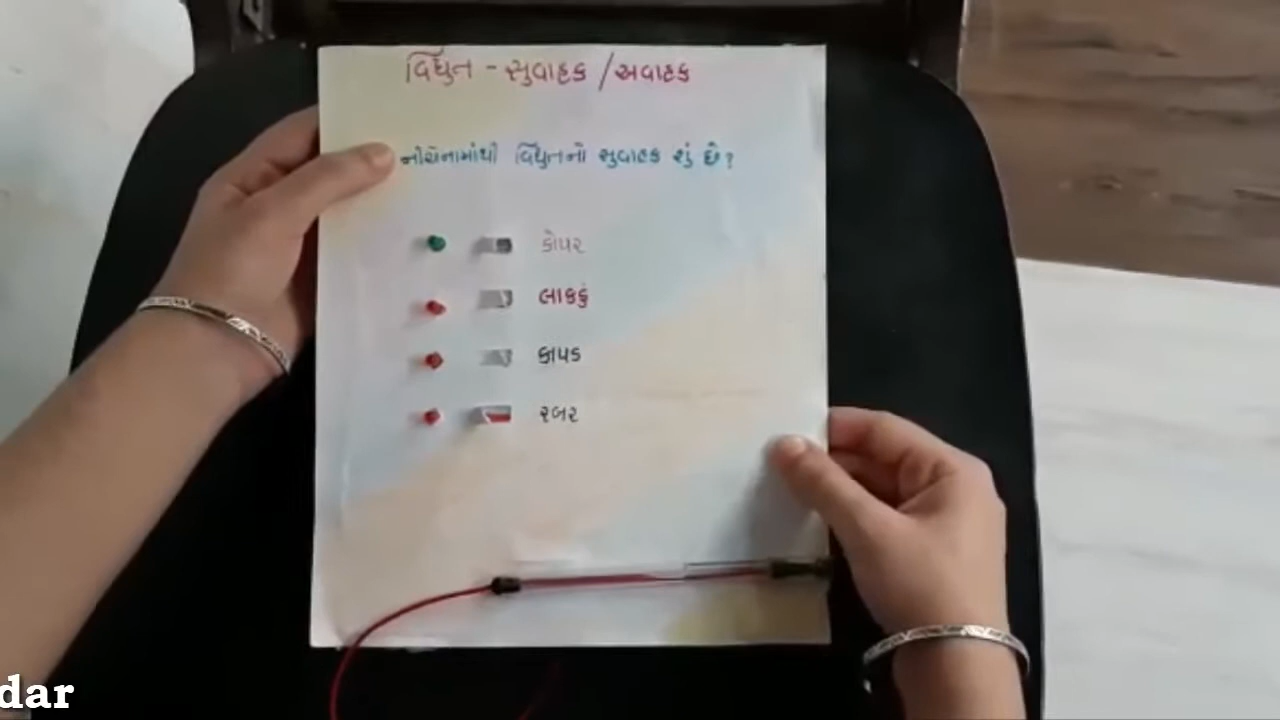 વિદ્યુત - સુવાહક / અવાહક
નીચેનામાંથી વિદ્યુતનો સુવાહક શું છે?
કોપર
લાકડું
કાપડ
રબર
dar